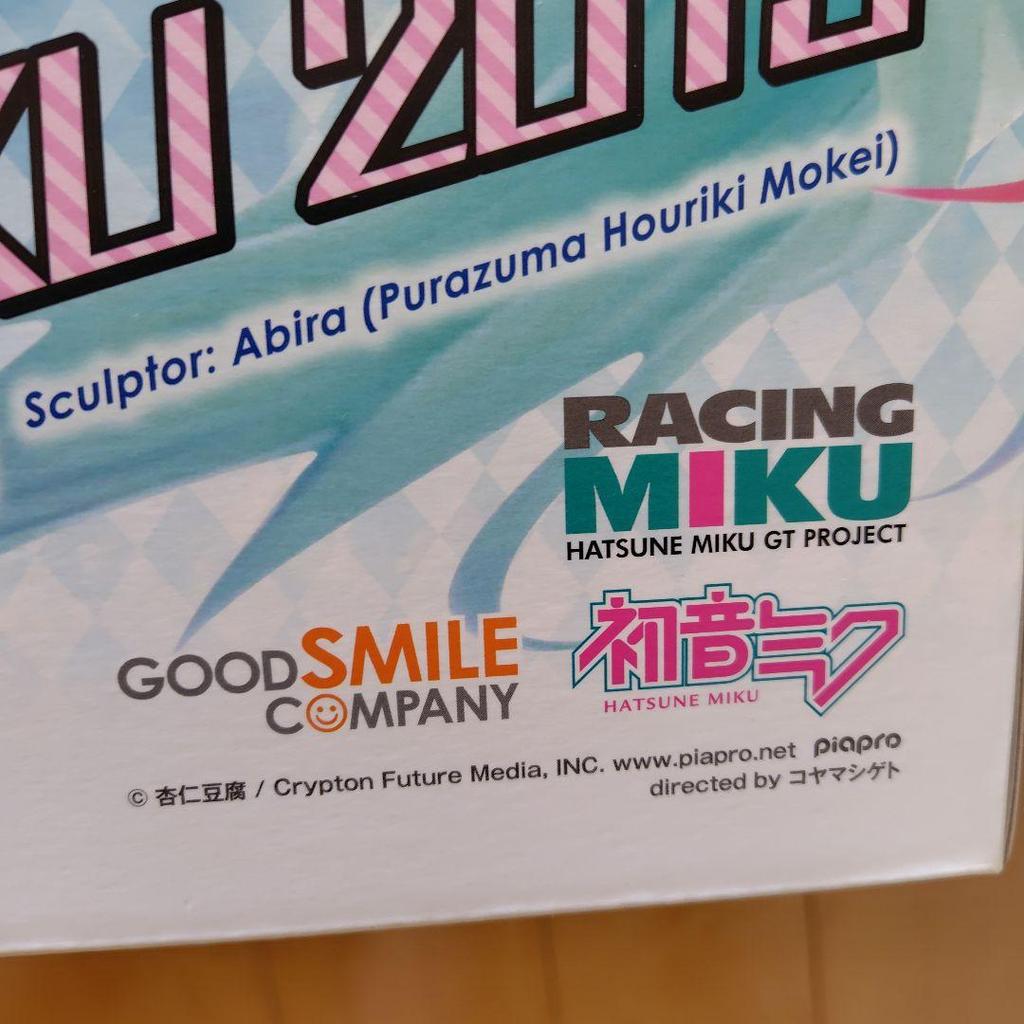 KU 2013
Sculptor: Abira (Purazuma Houriki Mokei)
RACING
MIKU
HATSUNE MIKU GT PROJECT
GOOD SMILE
COMPANY
初音ミク
HATSUNE MIKU
© 杏仁豆腐 / Crypton Future Media, INC. www.piapro.net piapro
directed by コヤマシゲト